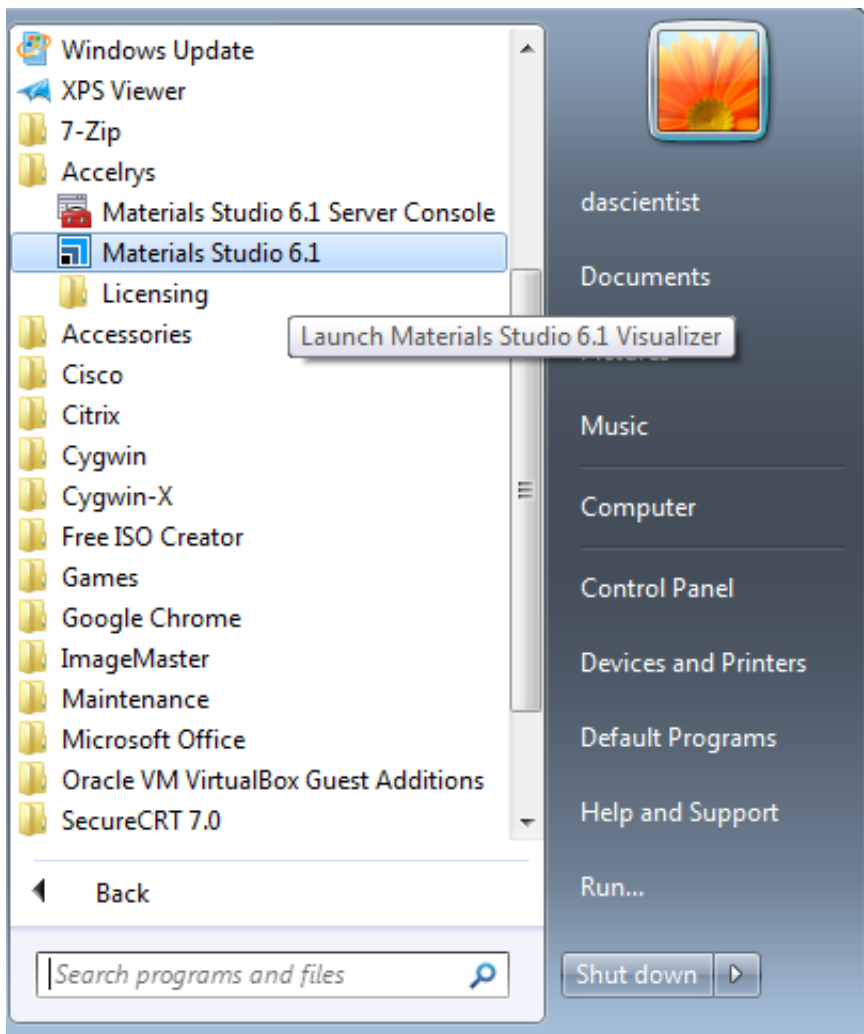 Windows Update
XPS Viewer
7-Zip
Accelrys
Materials Studio 6.1 Server Console
Materials Studio 6.1
Licensing
Accessories
Launch Materials Studio 6.1 Visualizer
Cisco
Citrix
Cygwin
Cygwin-X
Free ISO Creator
Games
Google Chrome
ImageMaster
Maintenance
Microsoft Office
Oracle VM VirtualBox Guest Additions
SecureCRT 7.0
Back
Search programs and files
dascientist
Documents
Music
Computer
Control Panel
Devices and Printers
Default Programs
Help and Support
Run...
Shut down